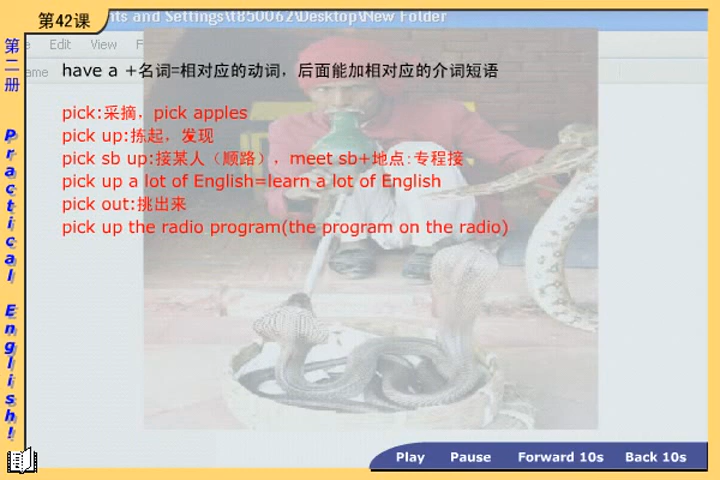 第42课
nts and Settings\t850062\Desktop\New Folder
Edit View F
ame
第二册
Practical English!
have a +名词=相对应的动词，后面能加相对应的介词短语
pick:采摘，pick apples
pick up:拣起，发现
pick sb up:接某人（顺路），meet sb+地点:专程接
pick up a lot of English=learn a lot of English
pick out:挑出来
pick up the radio program(the program on the radio)
Play Pause Forward 10s Back 10s